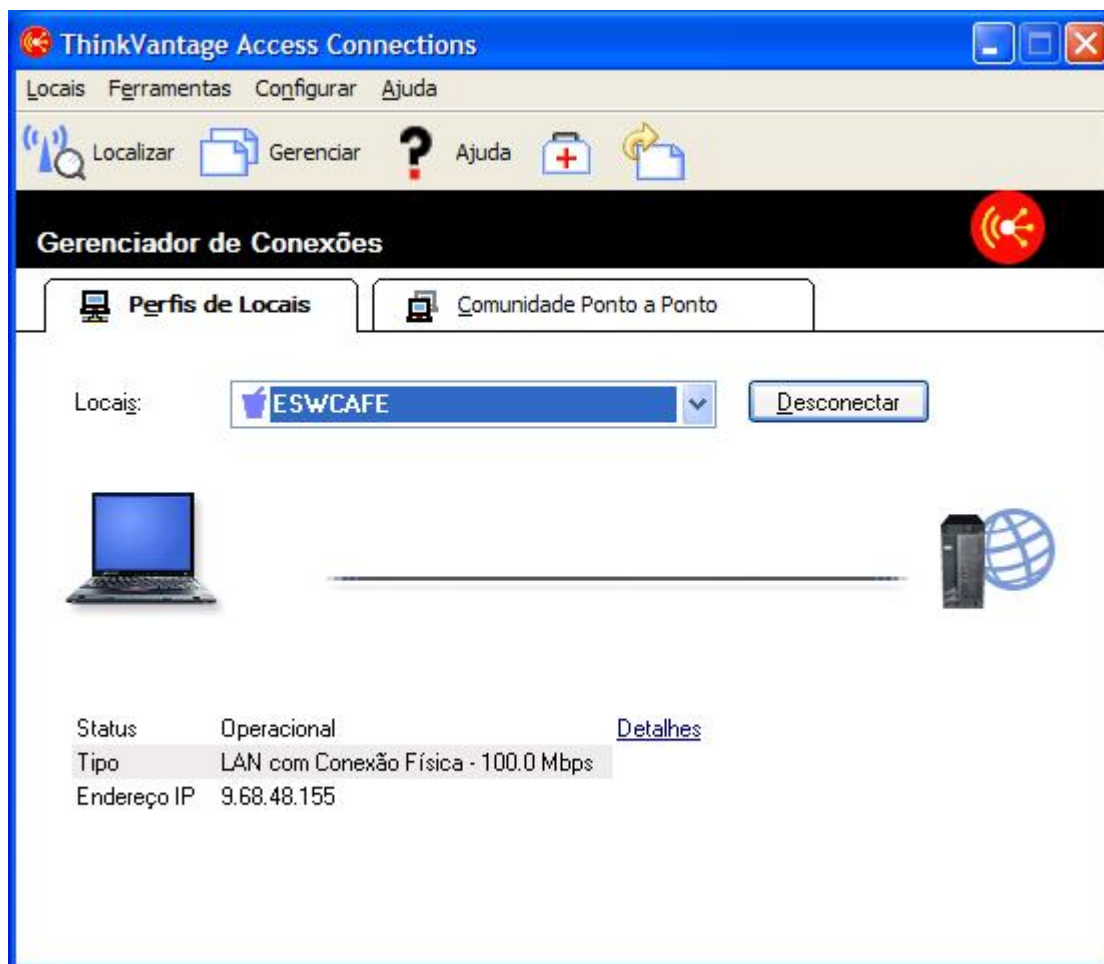 ThinkVantage Access Connections
Locais Ferramentas Configurar Ajuda
Localizar Gerenciar Ajuda
Gerenciador de Conexões
Perfis de Locais Comunidade Ponto a Ponto
Locais: ESWCAFE Desconectar
Status Operacional Detalhes
Tipo LAN com Conexão Física - 100.0 Mbps
Endereço IP 9.68.48.155